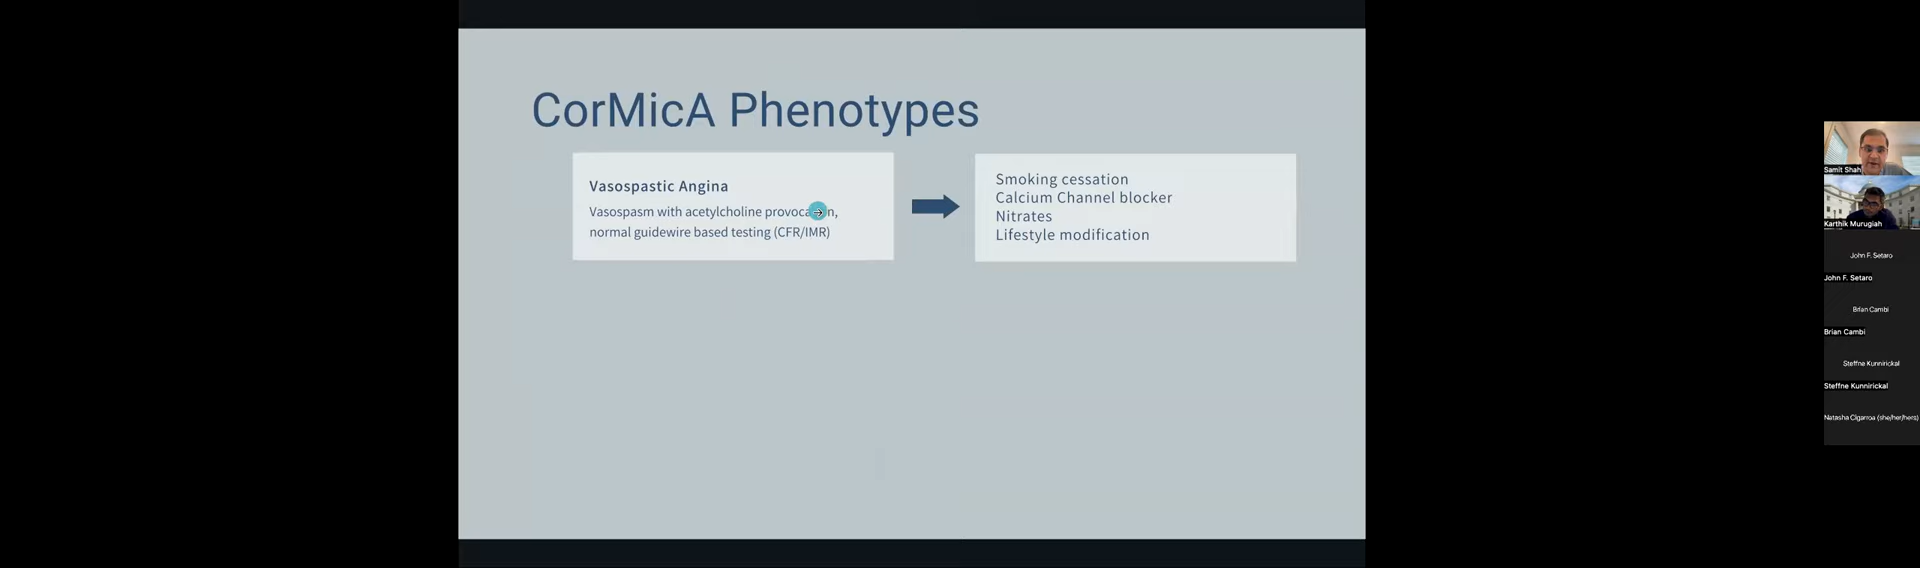 CorMicA Phenotypes
Vasospastic Angina
Vasospasm with acetylcholine provocation,
normal guidewire based testing (CFR/IMR)
Smoking cessation
Calcium Channel blocker
Nitrates
Lifestyle modification
Samit Shah
Karthik Murugiah
John F. Setaro
John F. Setaro
Brian Cambi
Brian Cambi
Steffne Kunnirickal
Steffne Kunnirickal
Natasha Cigarroa (she/her/hers)